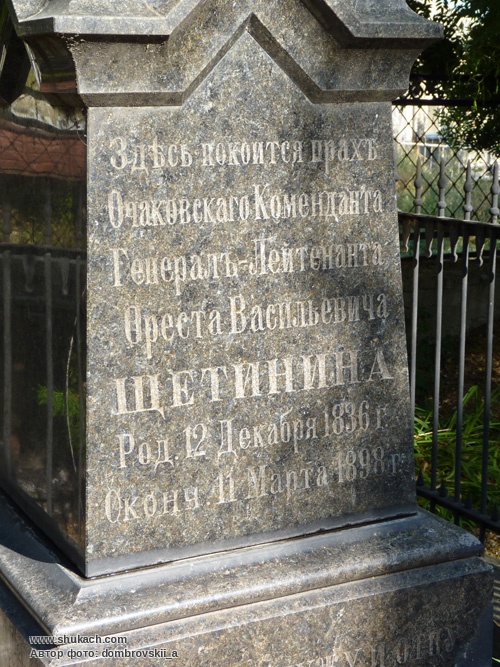 Здѣсь покоится прахъ
Очаковскаго Коменданта
Генералъ-Лейтенанта
Ѳреста Васильевича
ЩЕТИНИНА
Род. 12 Декабря 1836 г.
Сконч. 11 Марта 1898 г.
www.shukach.com
Автор фото: dombrovskii_a